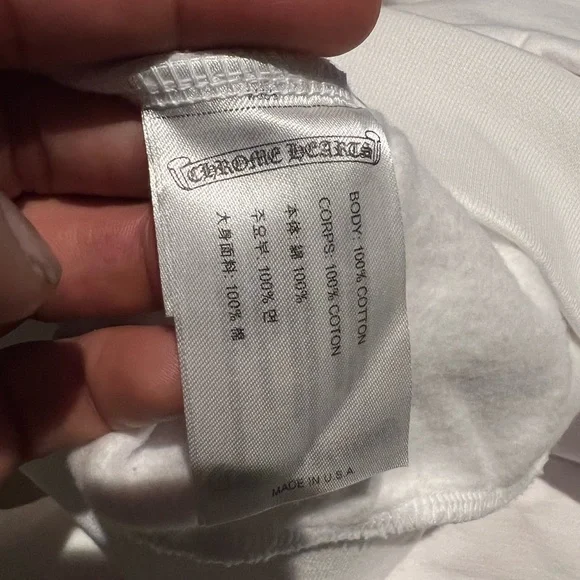 CHROME HEARTS
BODY: 100% COTTON
CORPS: 100% COTON
本体 綿 100%
주요부: 100% 면
大身面料: 100% 棉
MADE IN U.S.A